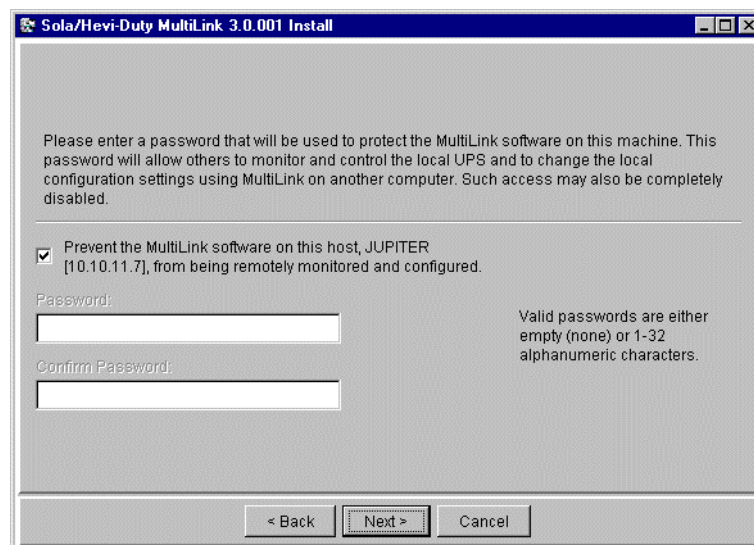 Sola/Hevi-Duty MultiLink 3.0.001 Install
Please enter a password that will be used to protect the MultiLink software on this machine. This
password will allow others to monitor and control the local UPS and to change the local
configuration settings using MultiLink on another computer. Such access may also be completely
disabled.
Prevent the MultiLink software on this host, JUPITER
[10.10.11.7], from being remotely monitored and configured.
Password:
Valid passwords are either
empty (none) or 1-32
alphanumeric characters.
Confirm Password:
< Back
Next >
Cancel